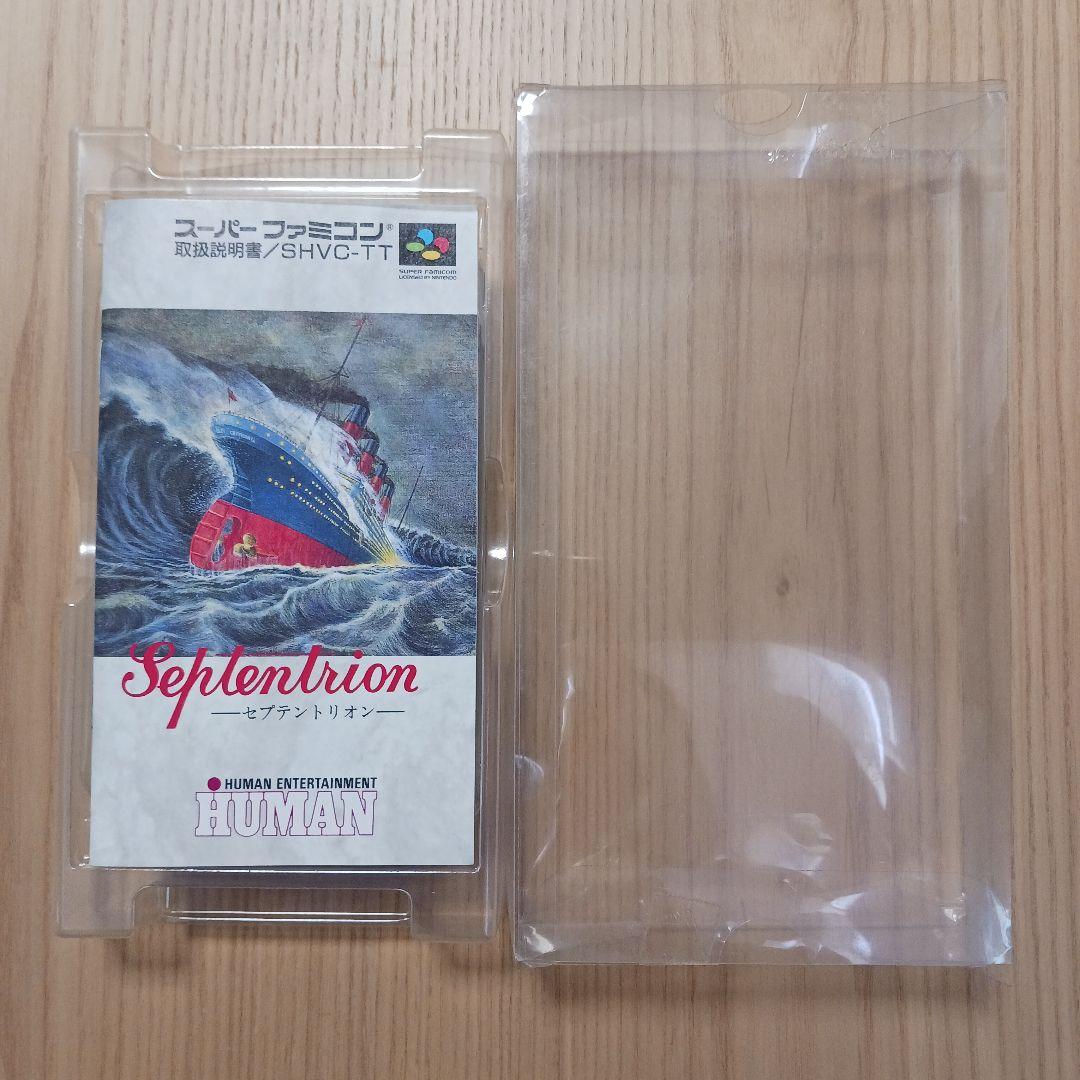 スーパーファミコン®
取扱説明書/SHVC-TT
SUPER FAMICOM
LICENSED BY NINTENDO
Septentrion
—セプテントリオン—
HUMAN ENTERTAINMENT
HUMAN